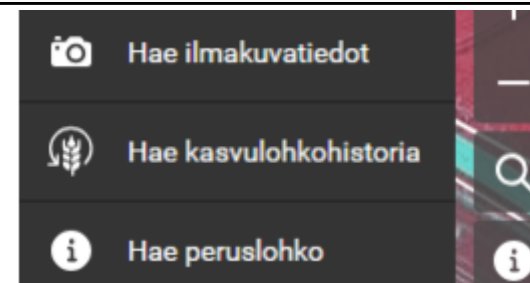 Hae ilmakuvatiedot
Hae kasvulohkohistoria
Hae peruslohko